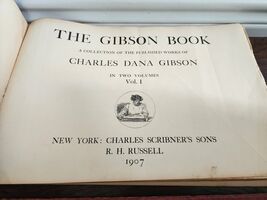 THE GIBSON BOOK
A COLLECTION OF THE PUBLISHED WORKS OF
CHARLES DANA GIBSON
IN TWO VOLUMES
Vol. I
NEW YORK: CHARLES SCRIBNER'S SONS
R. H. RUSSELL
1907